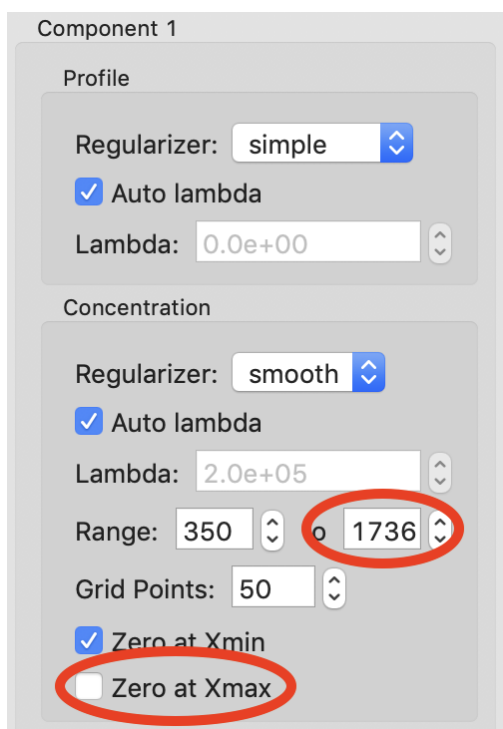 Component 1
Profile
Regularizer: simple
Auto lambda
Lambda: 0.0e+00
Concentration
Regularizer: smooth
Auto lambda
Lambda: 2.0e+05
Range: 350 o 1736
Grid Points: 50
Zero at Xmin
Zero at Xmax